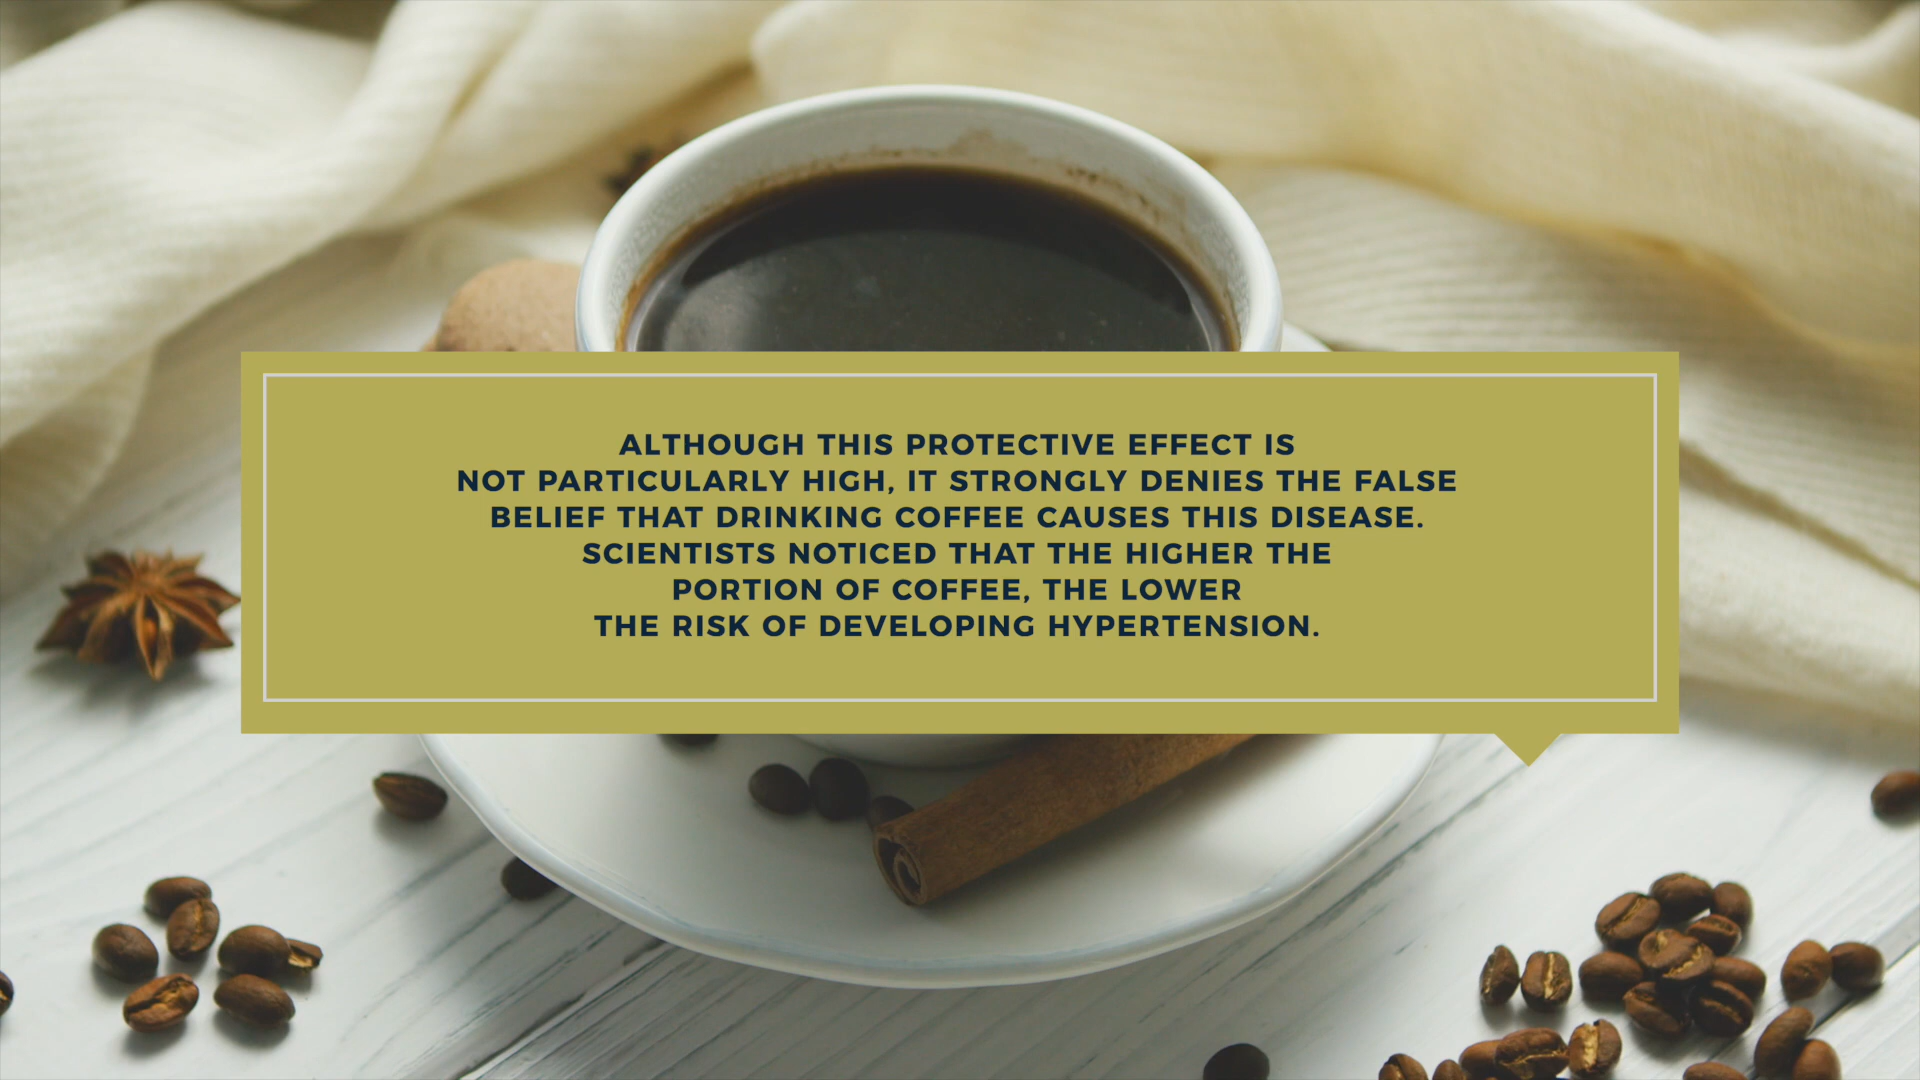 ALTHOUGH THIS PROTECTIVE EFFECT IS
NOT PARTICULARLY HIGH, IT STRONGLY DENIES THE FALSE
BELIEF THAT DRINKING COFFEE CAUSES THIS DISEASE.
SCIENTISTS NOTICED THAT THE HIGHER THE
PORTION OF COFFEE, THE LOWER
THE RISK OF DEVELOPING HYPERTENSION.